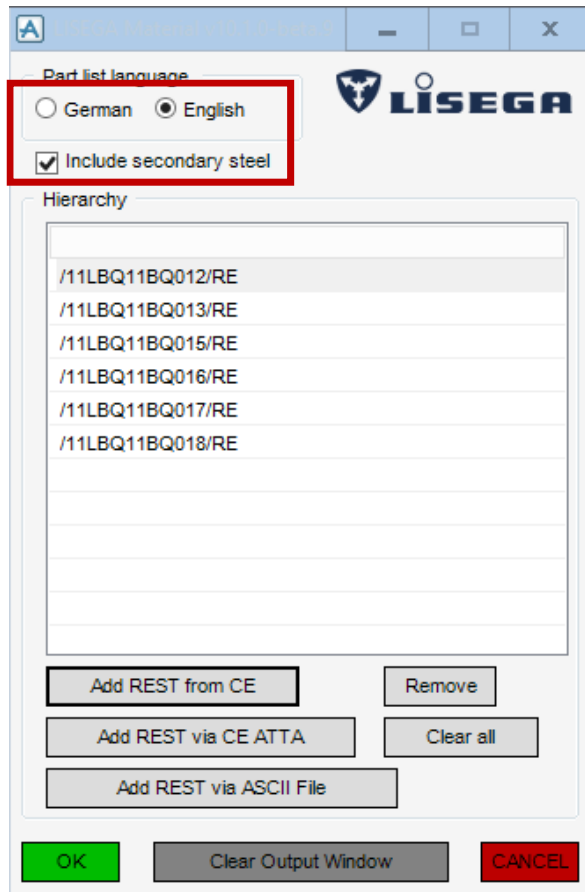 Part list language
LISEGA
German English
Include secondary steel
Hierarchy
/11LBQ11BQ012/RE
/11LBQ11BQ013/RE
/11LBQ11BQ015/RE
/11LBQ11BQ016/RE
/11LBQ11BQ017/RE
/11LBQ11BQ018/RE
Add REST from CE Remove
Add REST via CE ATTA Clear all
Add REST via ASCII File
OK Clear Output Window CANCEL